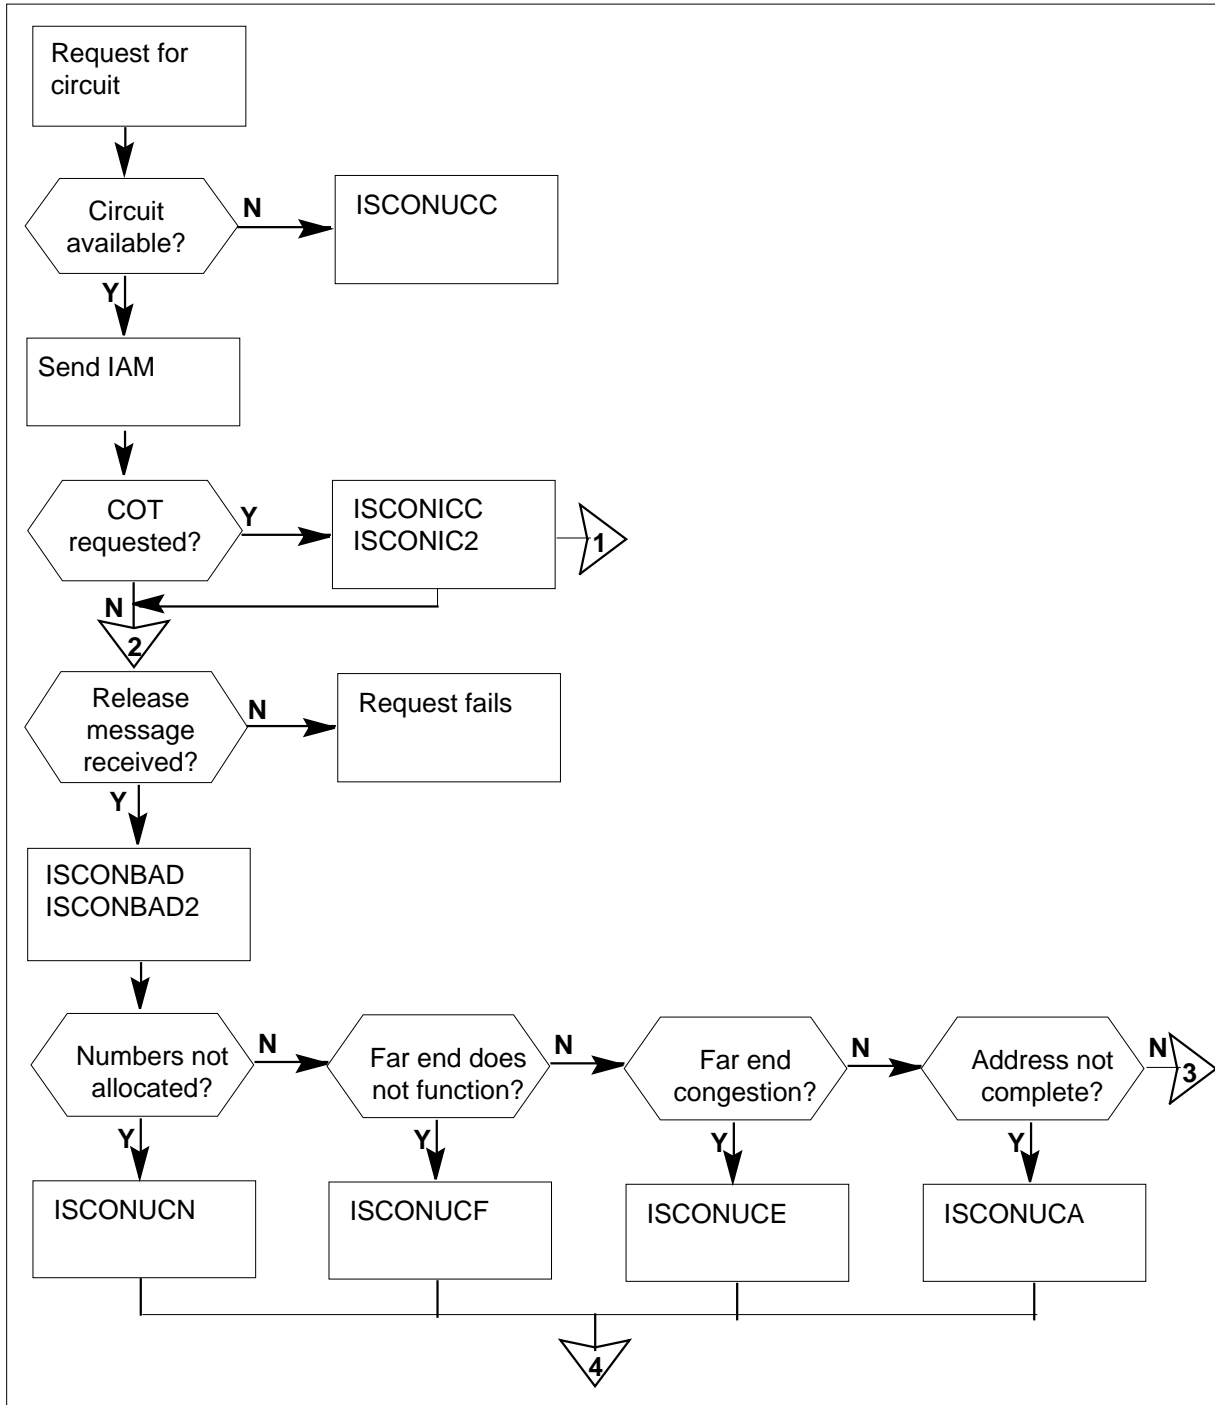 Request for
circuit
Circuit
available?
N
ISCONUCC
Y
Send IAM
COT
requested?
Y
ISCONICC
ISCONIC2
1
N
2
Release
message
received?
N
Request fails
Y
ISCONBAD
ISCONBAD2
Numbers not
allocated?
N
Far end does
not function?
N
Far end
congestion?
N
Address not
complete?
N
3
Y
Y
Y
Y
ISCONUCN
ISCONUCF
ISCONUCE
ISCONUCA
4